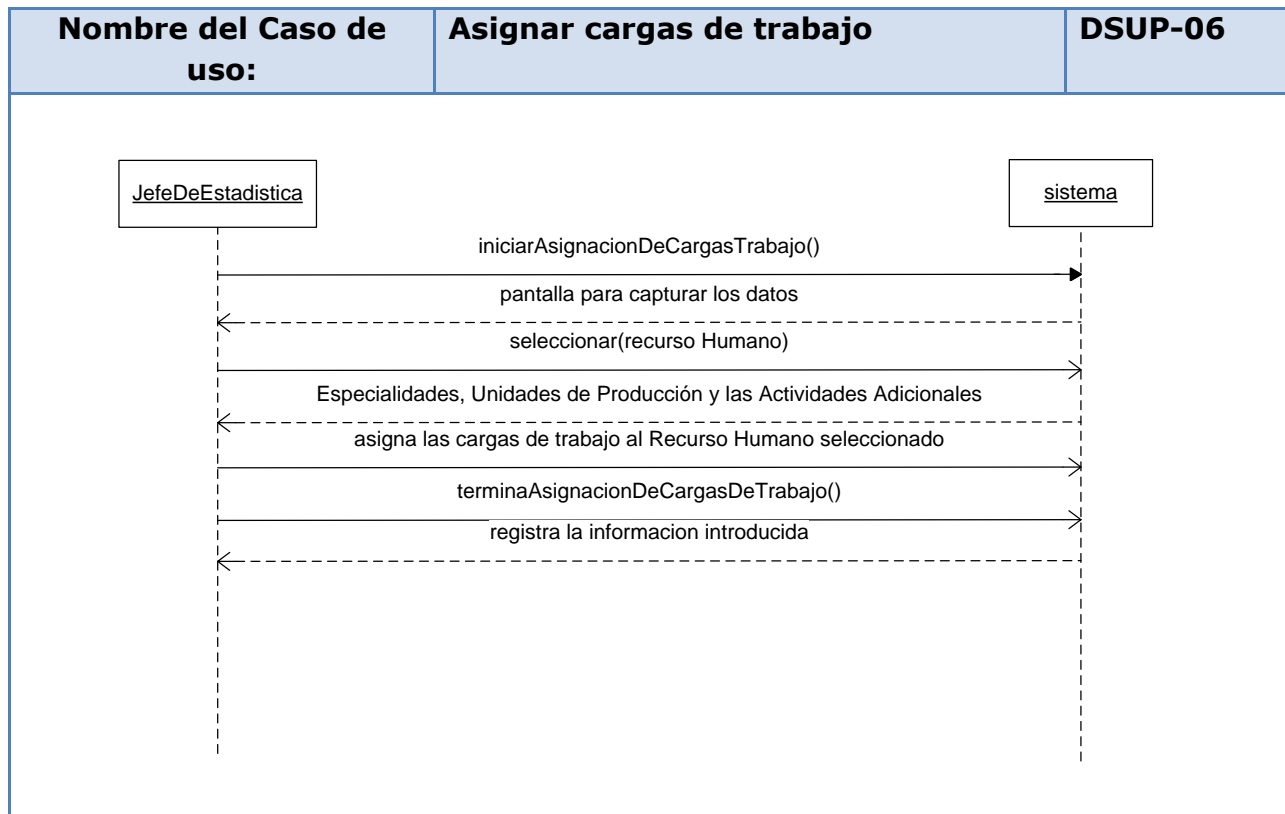 Nombre del Caso de
uso:
Asignar cargas de trabajo
DSUP-06
JefeDeEstadistica
sistema
iniciarAsignacionDeCargasTrabajo()
pantalla para capturar los datos
seleccionar(recurso Humano)
Especialidades, Unidades de Producción y las Actividades Adicionales
asigna las cargas de trabajo al Recurso Humano seleccionado
terminaAsignacionDeCargasDeTrabajo()
registra la informacion introducida